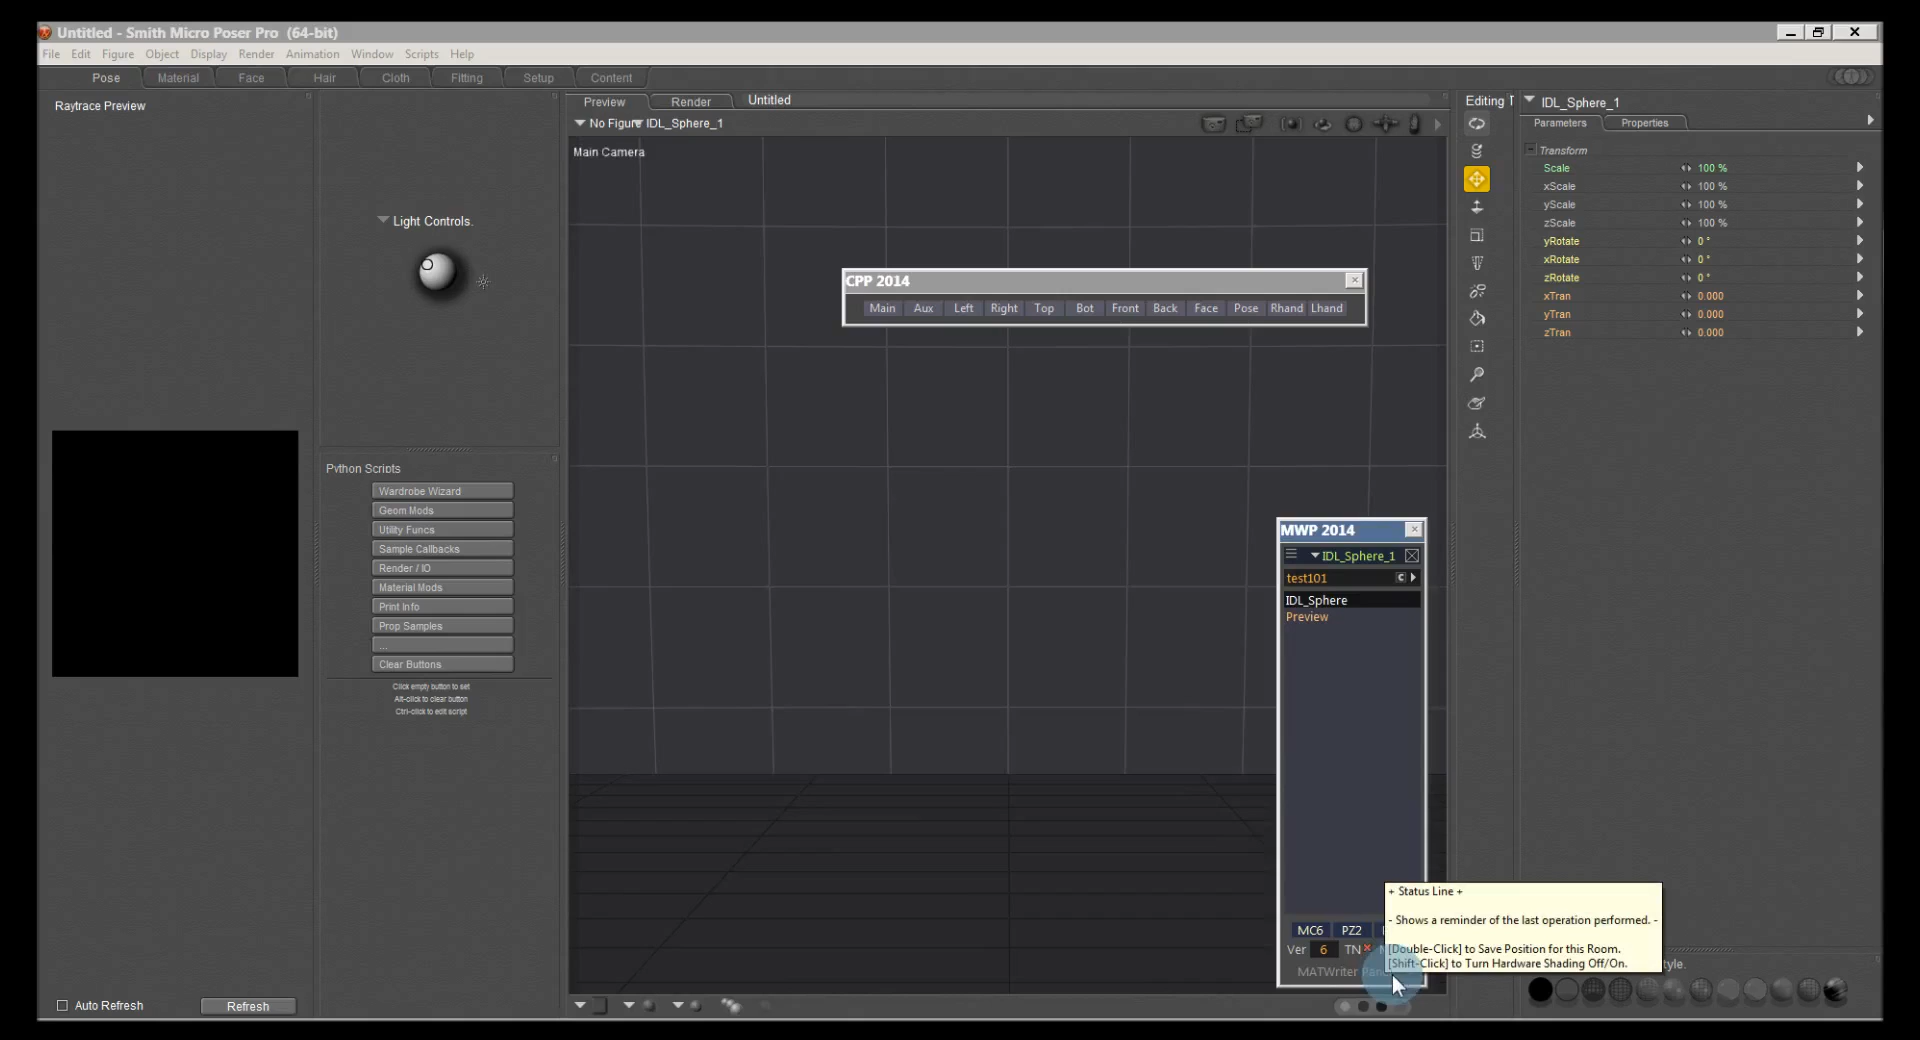 Untitled - Smith Micro Poser Pro (64-bit)
File Edit Figure Object Display Render Animation Window Scripts Help
Pose Material Face Hair Cloth Fitting Setup Content
Raytrace Preview
Light Controls.
Auto Refresh
Refresh
Python Scripts
Wardrobe Wizard
Geom Mods
Utility Funcs
Sample Callbacks
Render / IO
Material Mods
Print Info
Prop Samples
...
Clear Buttons
Click empty button to set
Alt-click to clear button
Ctrl-click to edit script
Preview Render Untitled
No Figure IDL_Sphere_1
Main Camera
CPP 2014
Main Aux Left Right Top Bot Front Back Face Pose Rhand Lhand
MWP 2014
IDL_Sphere_1
test101 C
IDL_Sphere
Preview
MC6 PZ2
Ver 6 TN
MATWriter
+ Status Line +
- Shows a reminder of the last operation performed. -
[Double-Click] to Save Position for this Room.
[Shift-Click] to Turn Hardware Shading Off/On.
Editing T
IDL_Sphere_1
Parameters Properties
Transform
Scale 100 %
xScale 100 %
yScale 100 %
zScale 100 %
yRotate 0 °
xRotate 0 °
zRotate 0 °
xTran 0.000
yTran 0.000
zTran 0.000
tyle.